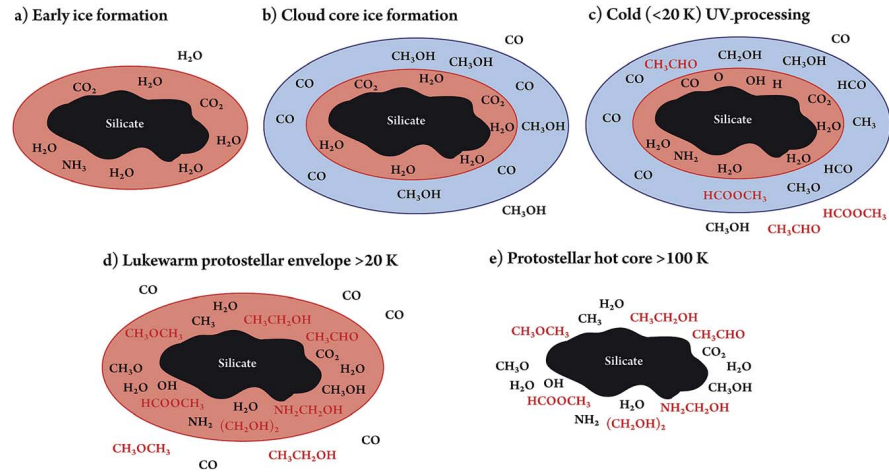 a) Early ice formation
H₂O
CO₂
H₂O
CO₂
Silicate
H₂O
H₂O
NH₃
H₂O
H₂O
b) Cloud core ice formation
CO
CH₃OH
CH₃OH
CO
CO₂
H₂O
CO
CO₂
CO
Silicate
H₂O
CH₃OH
H₂O
H₂O
H₂O
CO
CO
CH₃OH
CH₃OH
c) Cold (<20 K) UV.processing
CO
CH₂OH
CH₃CHO
CH₃OH
CO
CO
O
OH
H
HCO
CO₂
CO
Silicate
H₂O
CH₃
H₂O
NH₂
H₂O
H₂O
HCO
CO
CH₃O
HCOOCH₃
HCOOCH₃
CH₃OH
CH₃CHO
d) Lukewarm protostellar envelope >20 K
CO
CO
H₂O
CH₃
CH₃CH₂OH
CO
CH₃OCH₃
CH₃CHO
Silicate
CO₂
CH₃O
H₂O
H₂O
OH
CH₃OH
HCOOCH₃
H₂O
NH₂CH₂OH
NH₂
(CH₂OH)₂
CO
CH₃OCH₃
CO
CH₃CH₂OH
e) Protostellar hot core >100 K
H₂O
CH₃
CH₃CH₂OH
CH₃OCH₃
CH₃CHO
Silicate
CO₂
CH₃O
H₂O
H₂O
OH
CH₃OH
HCOOCH₃
H₂O
NH₂CH₂OH
NH₂
(CH₂OH)₂